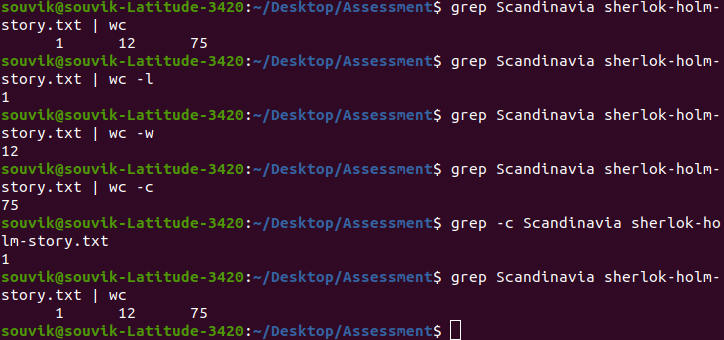 souvik@souvik-Latitude-3420:~/Desktop/Assessment$ grep Scandinavia sherlok-holm-
story.txt | wc
      1      12      75
souvik@souvik-Latitude-3420:~/Desktop/Assessment$ grep Scandinavia sherlok-holm-
story.txt | wc -l
1
souvik@souvik-Latitude-3420:~/Desktop/Assessment$ grep Scandinavia sherlok-holm-
story.txt | wc -w
12
souvik@souvik-Latitude-3420:~/Desktop/Assessment$ grep Scandinavia sherlok-holm-
story.txt | wc -c
75
souvik@souvik-Latitude-3420:~/Desktop/Assessment$ grep -c Scandinavia sherlok-ho
lm-story.txt
1
souvik@souvik-Latitude-3420:~/Desktop/Assessment$ grep Scandinavia sherlok-holm-
story.txt | wc
      1      12      75
souvik@souvik-Latitude-3420:~/Desktop/Assessment$